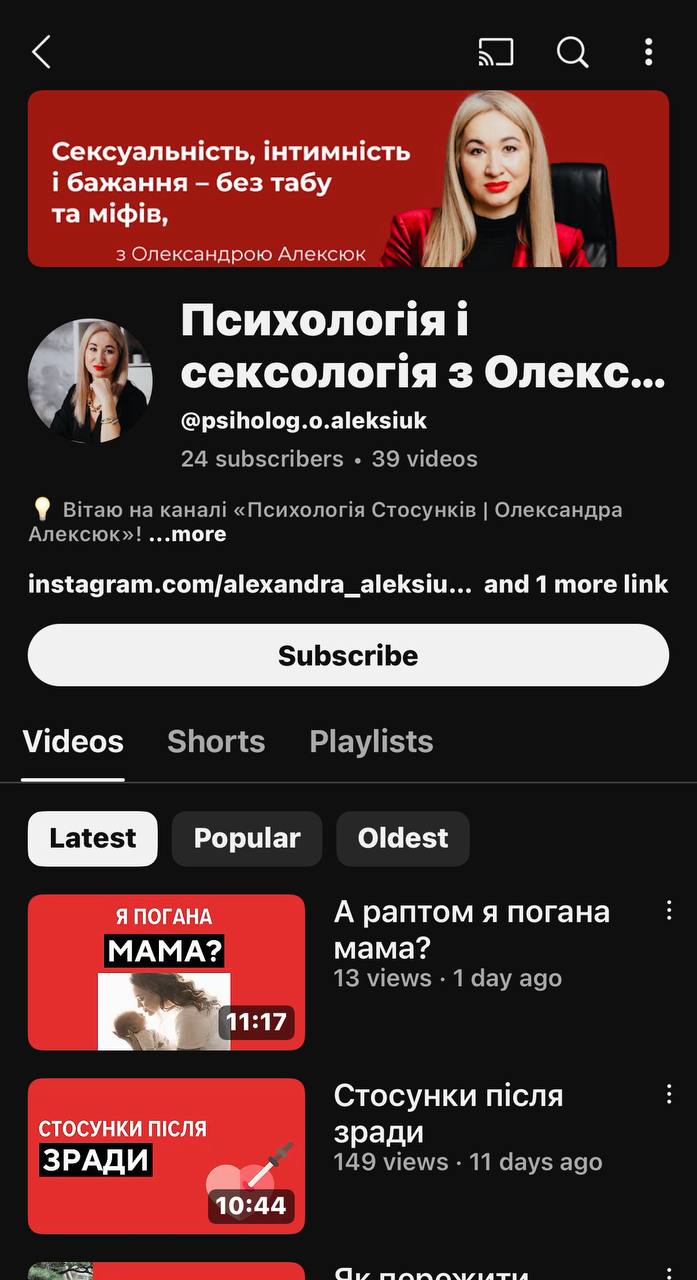 Сексуальність, інтимність
і бажання – без табу
та міфів,
з Олександрою Алексюк
Психологія і
сексологія з Олекс...
@psiholog.o.aleksiuk
24 subscribers • 39 videos
💡 Вітаю на каналі «Психологія Стосунків | Олександра
Алексюк»! ...more
instagram.com/alexandra_aleksiu... and 1 more link
Subscribe
Videos Shorts Playlists
Latest Popular Oldest
Я ПОГАНА
МАМА?
11:17
А раптом я погана
мама?
13 views · 1 day ago
СТОСУНКИ ПІСЛЯ
ЗРАДИ
10:44
Стосунки після
зради
149 views · 11 days ago
Як пережити